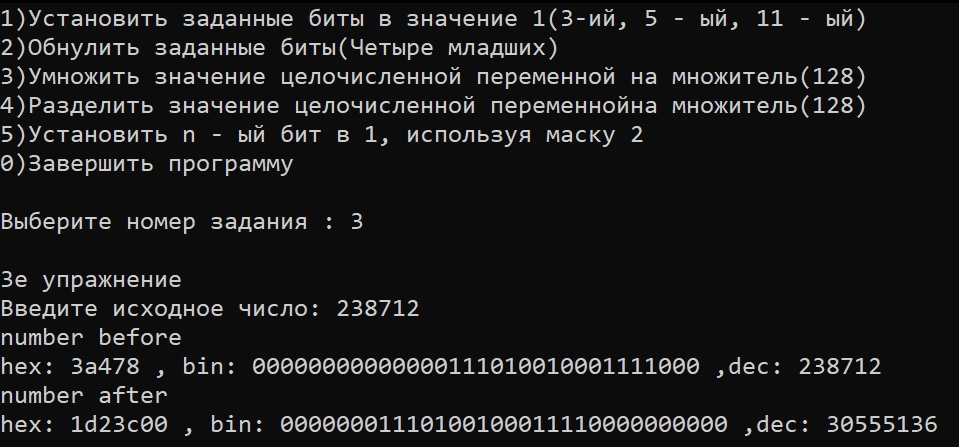 1)Установить заданные биты в значение 1(3-ий, 5 - ый, 11 - ый)
2)Обнулить заданные биты(Четыре младших)
3)Умножить значение целочисленной переменной на множитель(128)
4)Разделить значение целочисленной переменнойна множитель(128)
5)Установить n - ый бит в 1, используя маску 2
0)Завершить программу
Выберите номер задания : 3
3е упражнение
Введите исходное число: 238712
number before
hex: 3a478 , bin: 00000000000000111010010001111000 ,dec: 238712
number after
hex: 1d23c00 , bin: 00000001110100100011110000000000 ,dec: 30555136